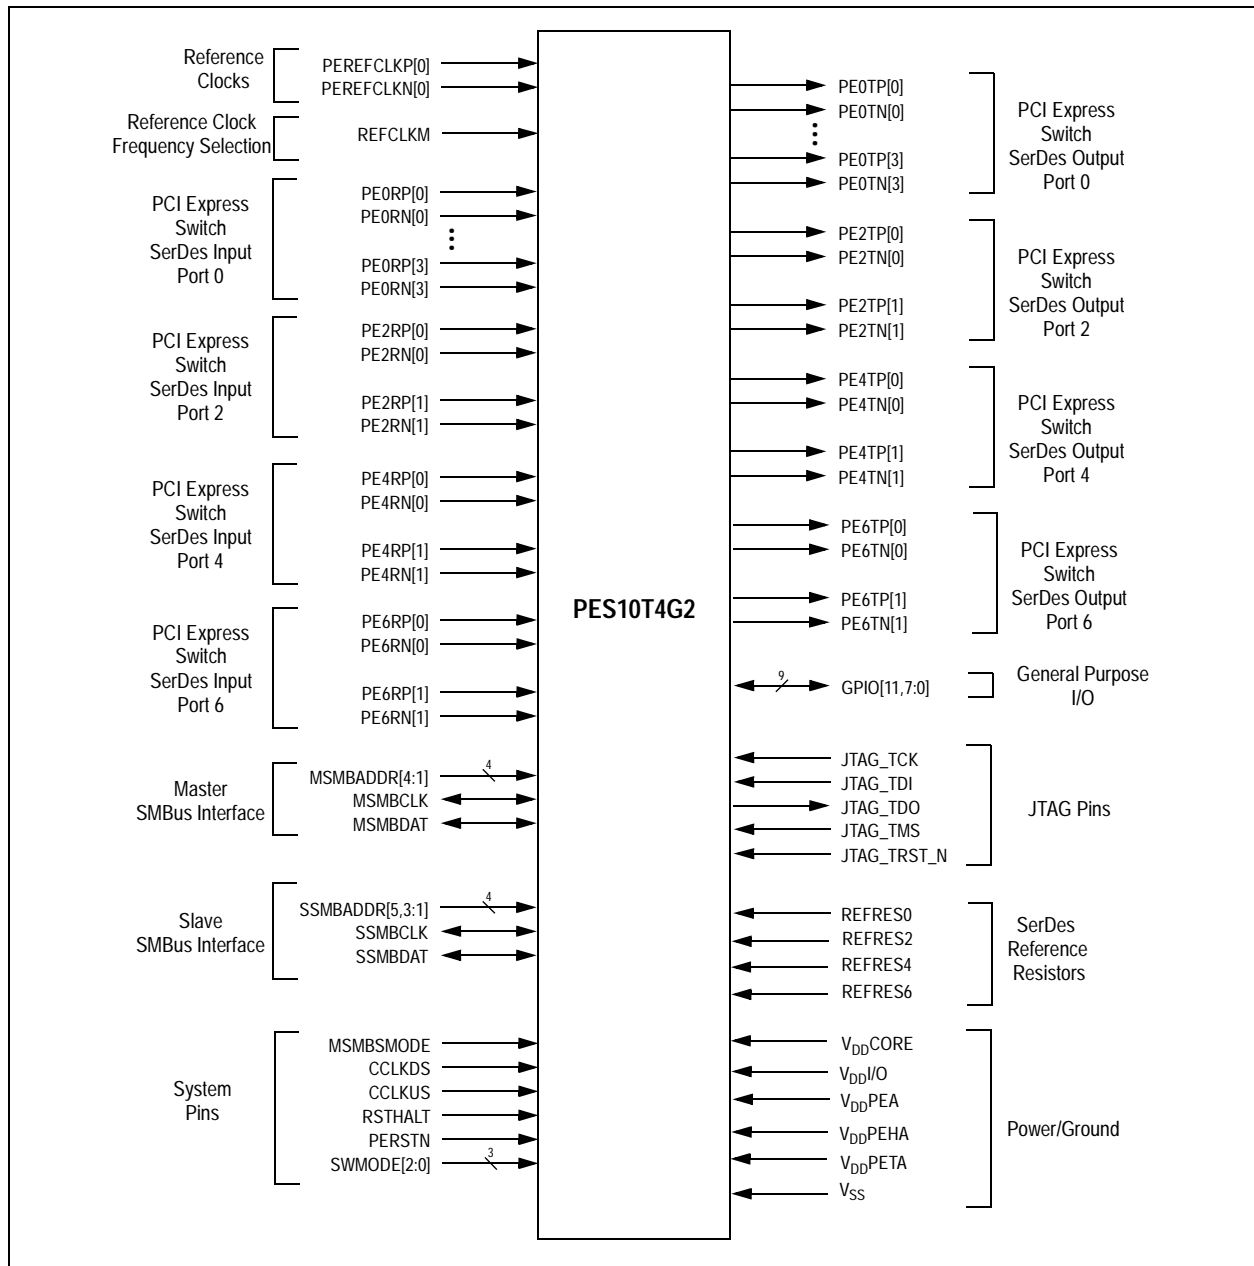 Reference
Clocks
PEREFCLKP[0]
PEREFCLKN[0]
Reference Clock
Frequency Selection
REFCLKM
PCI Express
Switch
SerDes Input
Port 0
PE0RP[0]
PE0RN[0]
PE0RP[3]
PE0RN[3]
PCI Express
Switch
SerDes Input
Port 2
PE2RP[0]
PE2RN[0]
PE2RP[1]
PE2RN[1]
PCI Express
Switch
SerDes Input
Port 4
PE4RP[0]
PE4RN[0]
PE4RP[1]
PE4RN[1]
PCI Express
Switch
SerDes Input
Port 6
PE6RP[0]
PE6RN[0]
PE6RP[1]
PE6RN[1]
Master
SMBus Interface
MSMBADDR[4:1] 4
MSMBCLK
MSMBDAT
Slave
SMBus Interface
SSMBADDR[5,3:1] 4
SSMBCLK
SSMBDAT
System
Pins
MSMBSMODE
CCLKDS
CCLKUS
RSTHALT
PERSTN
SWMODE[2:0] 3
PES10T4G2
PE0TP[0]
PE0TN[0]
PE0TP[3]
PE0TN[3]
PCI Express
Switch
SerDes Output
Port 0
PE2TP[0]
PE2TN[0]
PE2TP[1]
PE2TN[1]
PCI Express
Switch
SerDes Output
Port 2
PE4TP[0]
PE4TN[0]
PE4TP[1]
PE4TN[1]
PCI Express
Switch
SerDes Output
Port 4
PE6TP[0]
PE6TN[0]
PE6TP[1]
PE6TN[1]
PCI Express
Switch
SerDes Output
Port 6
9 GPIO[11,7:0]
General Purpose
I/O
JTAG_TCK
JTAG_TDI
JTAG_TDO
JTAG_TMS
JTAG_TRST_N
JTAG Pins
REFRES0
REFRES2
REFRES4
REFRES6
SerDes
Reference
Resistors
VDDCORE
VDDI/O
VDDPEA
VDDPEHA
VDDPETA
VSS
Power/Ground